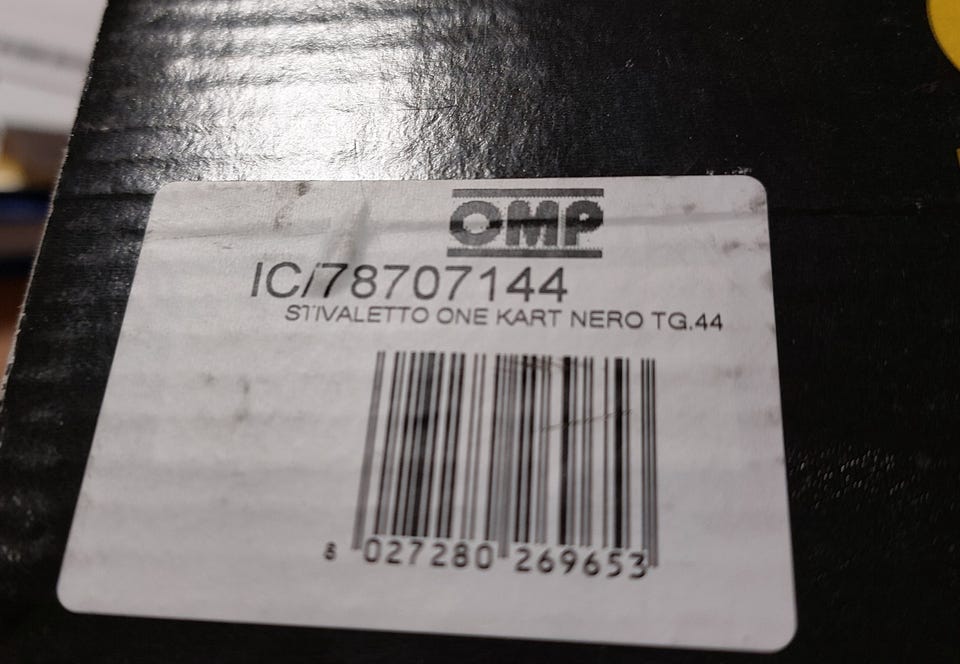 OMP
IC/78707144
STIVALETTO ONE KART NERO TG.44
8 027280 269653